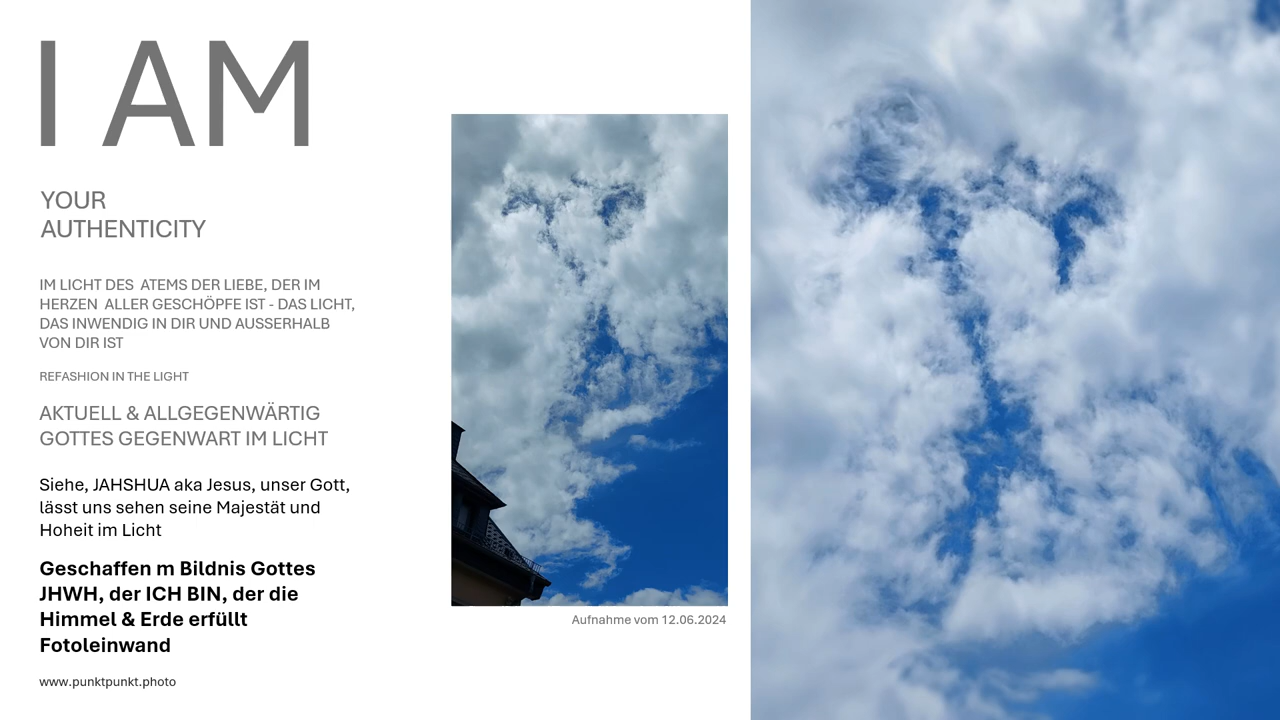 I AM
YOUR
AUTHENTICITY
IM LICHT DES  ATEMS DER LIEBE, DER IM
HERZEN  ALLER GESCHÖPFE IST - DAS LICHT,
DAS INWENDIG IN DIR UND AUSSERHALB
VON DIR IST
REFASHION IN THE LIGHT
AKTUELL & ALLGEGENWÄRTIG
GOTTES GEGENWART IM LICHT
Siehe, JAHSHUA aka Jesus, unser Gott,
lässt uns sehen seine Majestät und
Hoheit im Licht
Geschaffen m Bildnis Gottes
JHWH, der ICH BIN, der die
Himmel & Erde erfüllt
Fotoleinwand
www.punktpunkt.photo
Aufnahme vom 12.06.2024